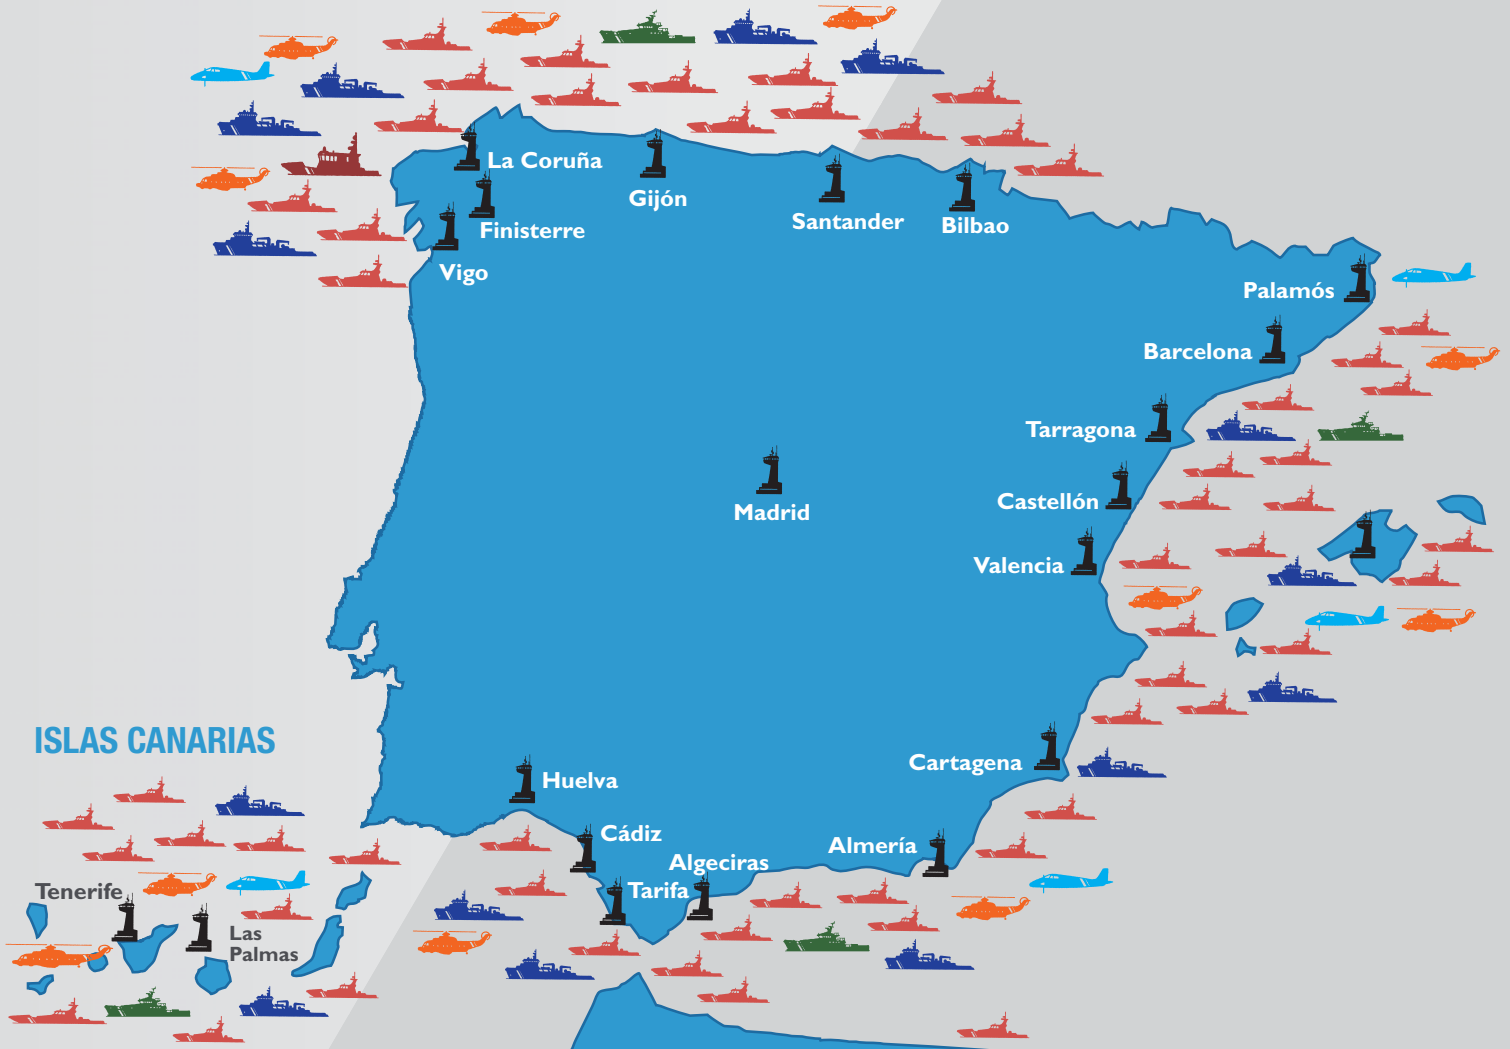 La Coruña
Gijón
Finisterre
Santander
Bilbao
Vigo
Palamós
Barcelona
Tarragona
Castellón
Madrid
Valencia
ISLAS CANARIAS
Cartagena
Huelva
Cádiz
Almería
Algeciras
Tarifa
Tenerife
Las
Palmas